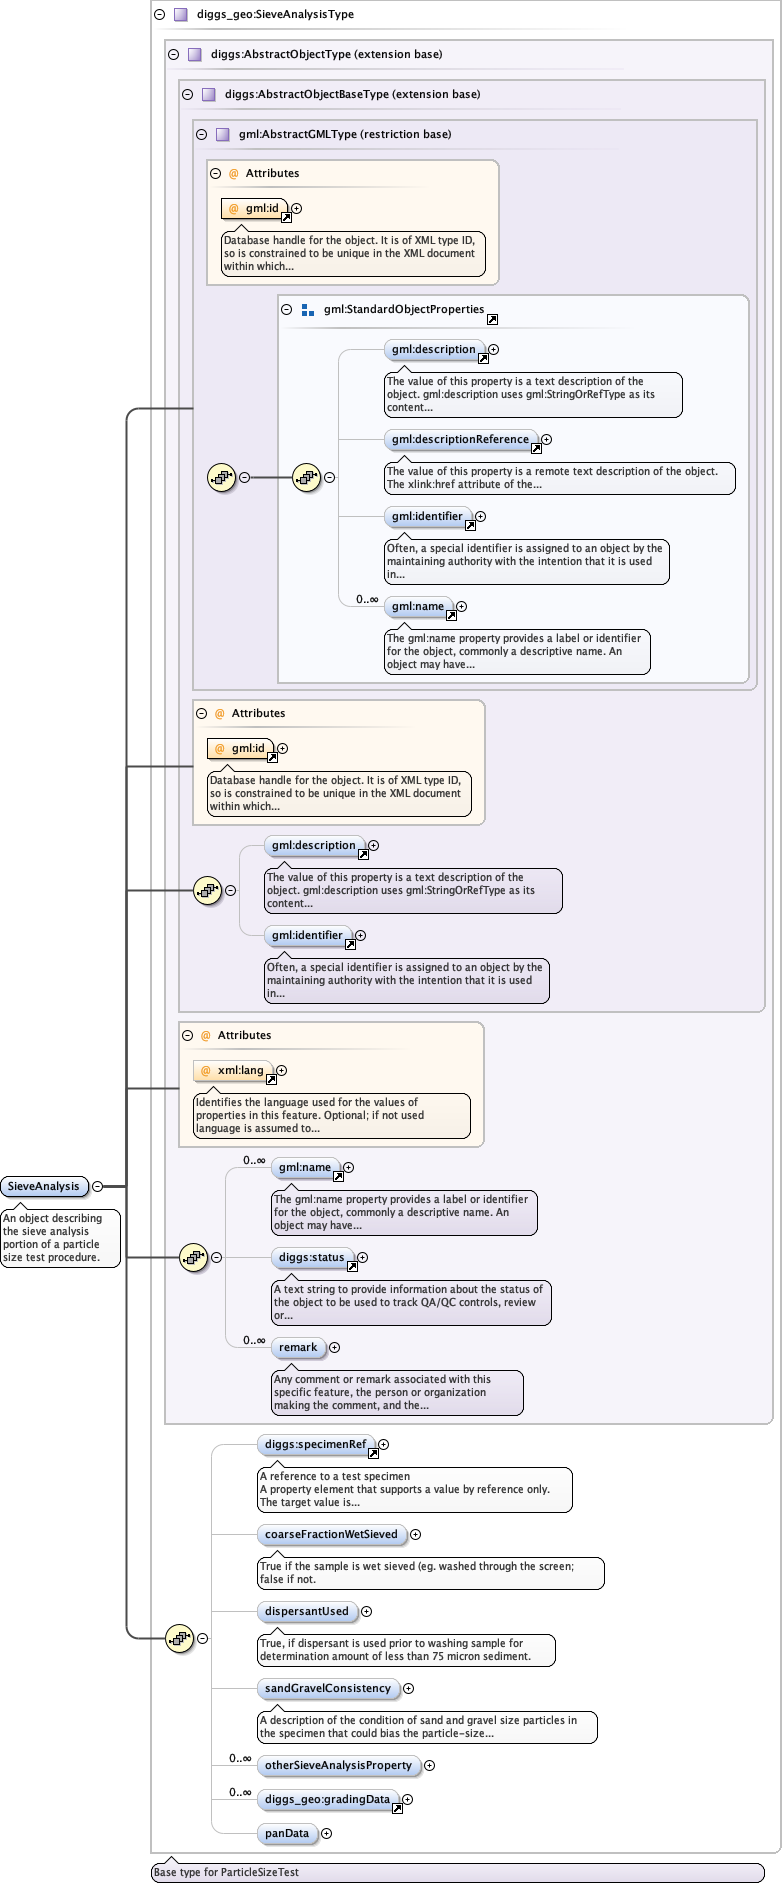 diggs_geo:SieveAnalysisType
diggs:AbstractObjectType (extension base)
diggs:AbstractObjectBaseType (extension base)
gml:AbstractGMLType (restriction base)
@ Attributes
@ gml:id
Database handle for the object. It is of XML type ID,
so is constrained to be unique in the XML document
within which...
gml:StandardObjectProperties
gml:description
The value of this property is a text description of the
object. gml:description uses gml:StringOrRefType as its
content...
gml:descriptionReference
The value of this property is a remote text description of the object.
The xlink:href attribute of the...
gml:identifier
Often, a special identifier is assigned to an object by the
maintaining authority with the intention that it is used
in...
0..∞
gml:name
The gml:name property provides a label or identifier
for the object, commonly a descriptive name. An
object may have...
@ Attributes
@ gml:id
Database handle for the object. It is of XML type ID,
so is constrained to be unique in the XML document
within which...
gml:description
The value of this property is a text description of the
object. gml:description uses gml:StringOrRefType as its
content...
gml:identifier
Often, a special identifier is assigned to an object by the
maintaining authority with the intention that it is used
in...
@ Attributes
@ xml:lang
Identifies the language used for the values of
properties in this feature. Optional; if not used
language is assumed to...
SieveAnalysis
An object describing
the sieve analysis
portion of a particle
size test procedure.
0..∞
gml:name
The gml:name property provides a label or identifier
for the object, commonly a descriptive name. An
object may have...
diggs:status
A text string to provide information about the status of
the object to be used to track QA/QC controls, review
or...
0..∞
remark
Any comment or remark associated with this
specific feature, the person or organization
making the comment, and the...
diggs:specimenRef
A reference to a test specimen
A property element that supports a value by reference only.
The target value is...
coarseFractionWetSieved
True if the sample is wet sieved (eg. washed through the screen;
false if not.
dispersantUsed
True, if dispersant is used prior to washing sample for
determination amount of less than 75 micron sediment.
sandGravelConsistency
A description of the condition of sand and gravel size particles in
the specimen that could bias the particle-size...
0..∞
otherSieveAnalysisProperty
0..∞
diggs_geo:gradingData
panData
Base type for ParticleSizeTest